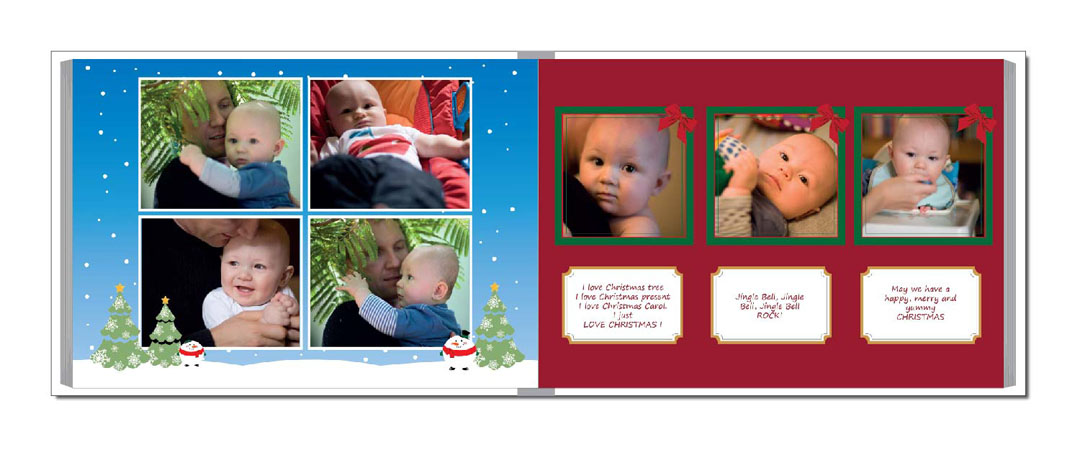 I love Christmas tree
I love Christmas present
I love Christmas Carol.
I just
LOVE CHRISTMAS !
Jingle Bell, Jingle
Bell, Jingle Bell
ROCK!
May we have a
happy, merry and
yummy
CHRISTMAS